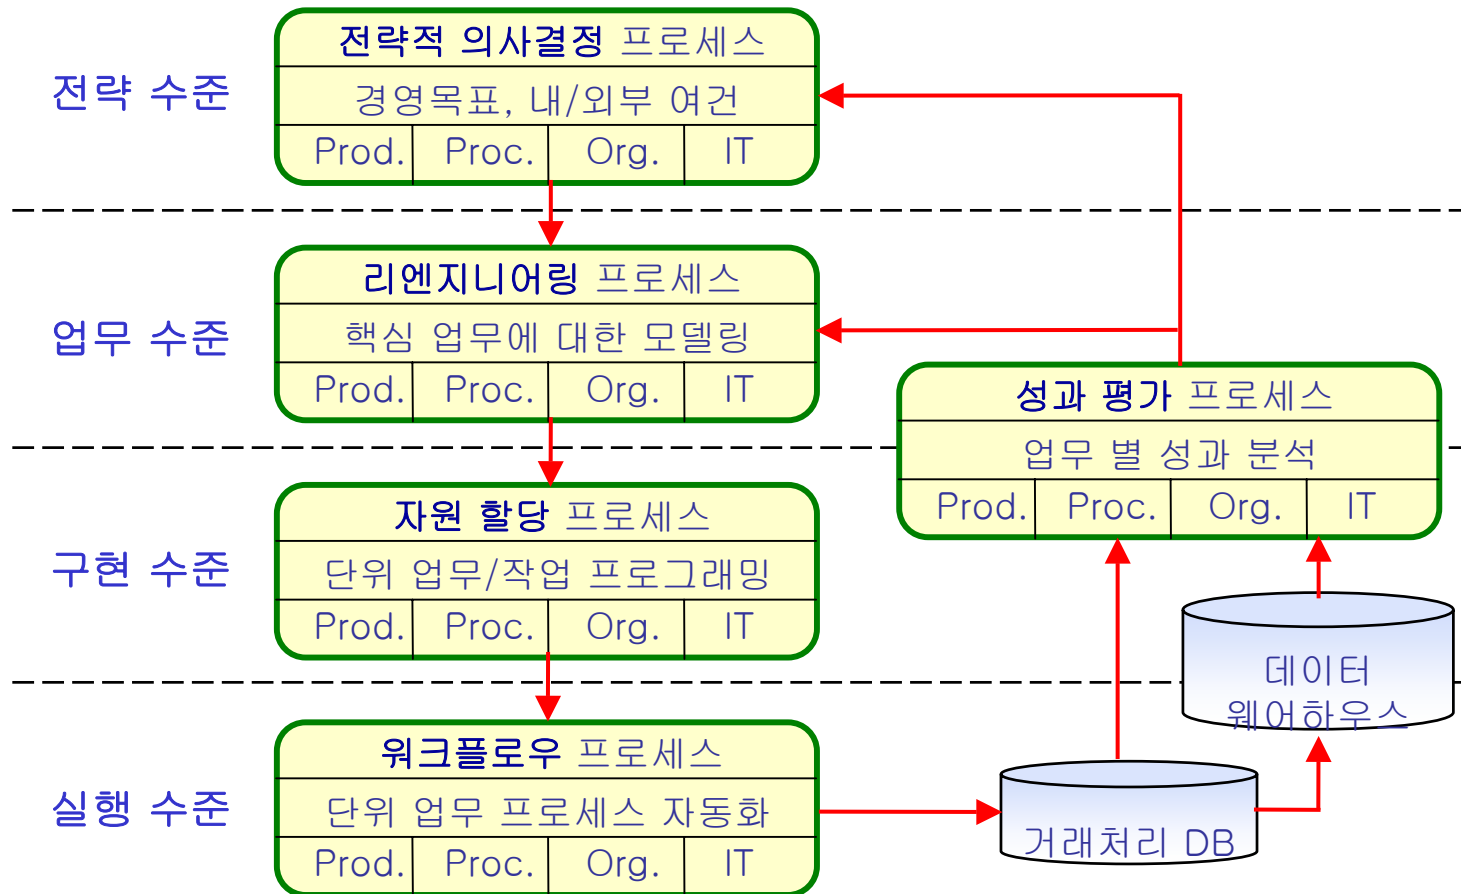 전략 수준
전략적 의사결정 프로세스
경영목표, 내/외부 여건
Prod. Proc. Org. IT
업무 수준
리엔지니어링 프로세스
핵심 업무에 대한 모델링
Prod. Proc. Org. IT
성과 평가 프로세스
업무 별 성과 분석
Prod. Proc. Org. IT
구현 수준
자원 할당 프로세스
단위 업무/작업 프로그래밍
Prod. Proc. Org. IT
데이터
웨어하우스
실행 수준
워크플로우 프로세스
단위 업무 프로세스 자동화
Prod. Proc. Org. IT
거래처리 DB